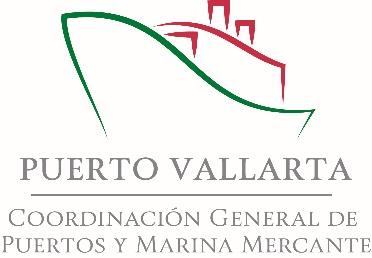 PUERTO VALLARTA
COORDINACIÓN GENERAL DE
PUERTOS Y MARINA MERCANTE